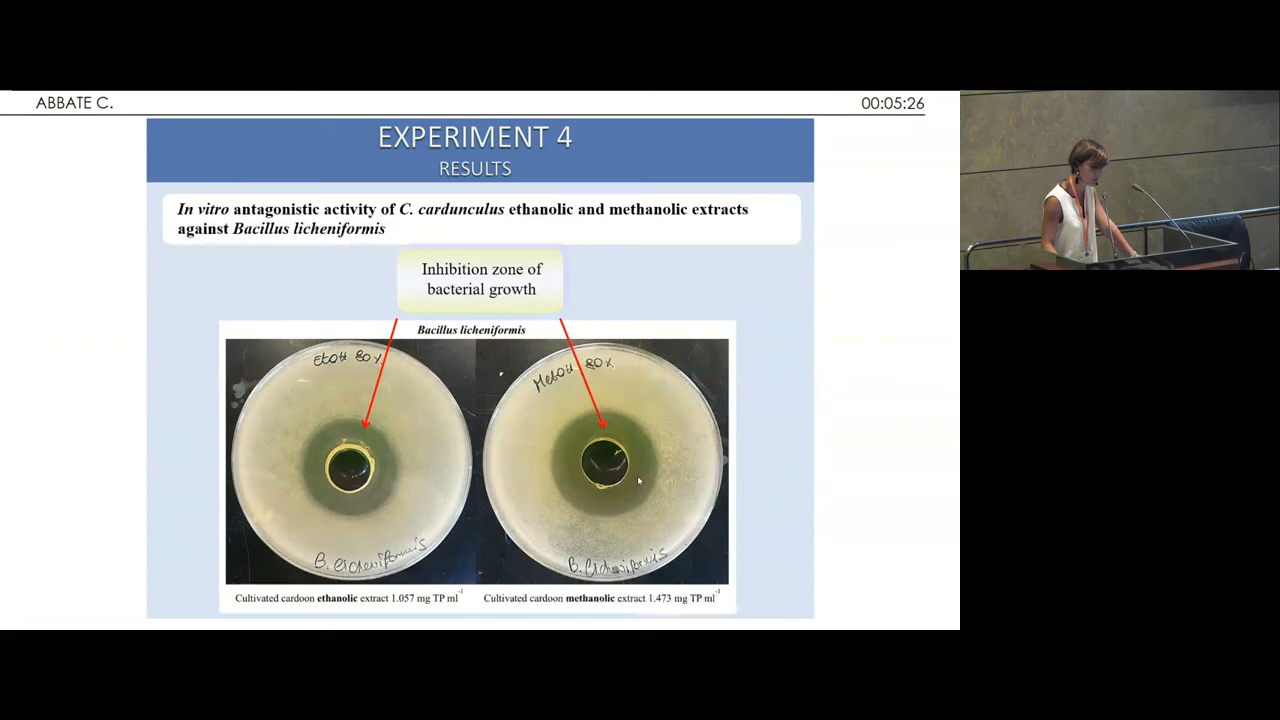 ABBATE C.
00:05:26
EXPERIMENT 4
RESULTS
In vitro antagonistic activity of C. cardunculus ethanolic and methanolic extracts
against Bacillus licheniformis
Inhibition zone of
bacterial growth
Bacillus licheniformis
EtOH 80%
MetOH 80%
B. licheniformis
B. licheniformis
Cultivated cardoon ethanolic extract 1.057 mg TP ml-1
Cultivated cardoon methanolic extract 1.473 mg TP ml-1